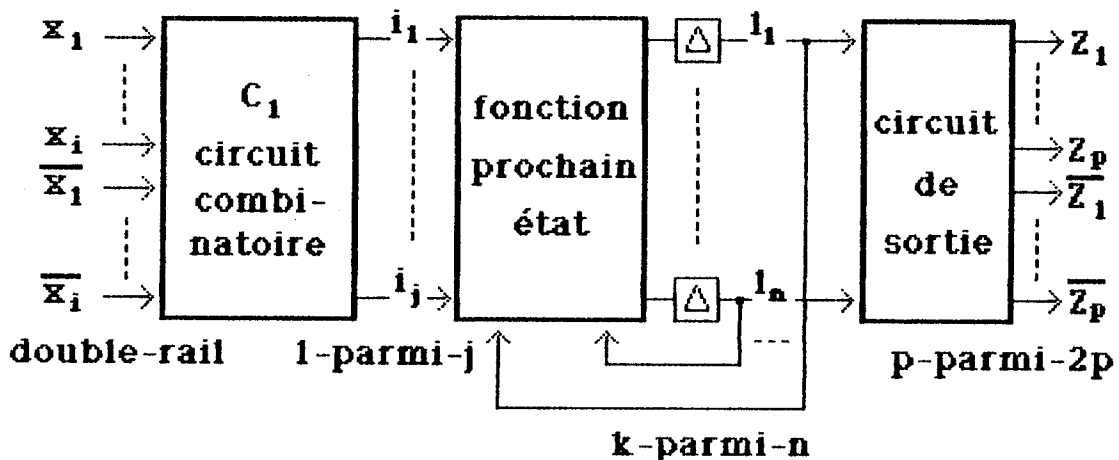 x₁
xᵢ
x̅₁
x̅ᵢ
double-rail
C₁
circuit
combi-
natoire
i₁
iⱼ
1-parmi-j
fonction
prochain
état
Δ
Δ
l₁
lₙ
k-parmi-n
circuit
de
sortie
Z₁
Zₚ
Z̅₁
Z̅ₚ
p-parmi-2p